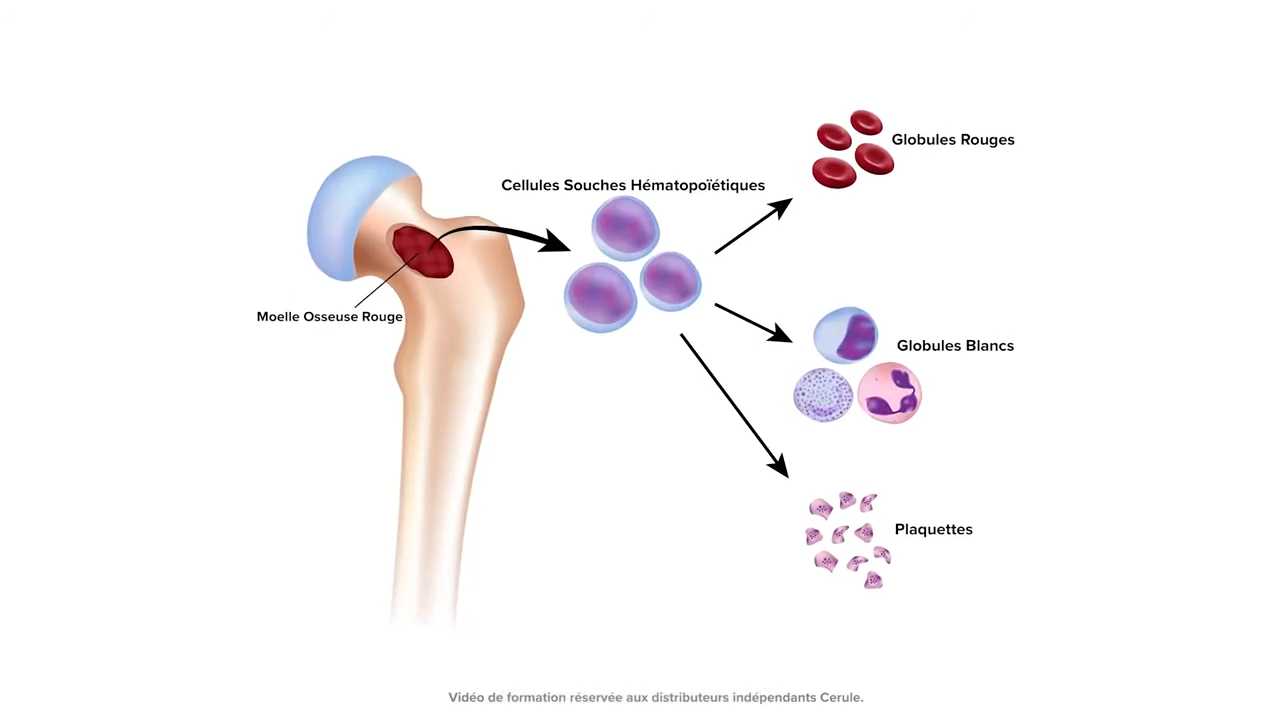 Globules Rouges
Cellules Souches Hématopoïétiques
Moelle Osseuse Rouge
Globules Blancs
Plaquettes
Vidéo de formation réservée aux distributeurs indépendants Cerule.